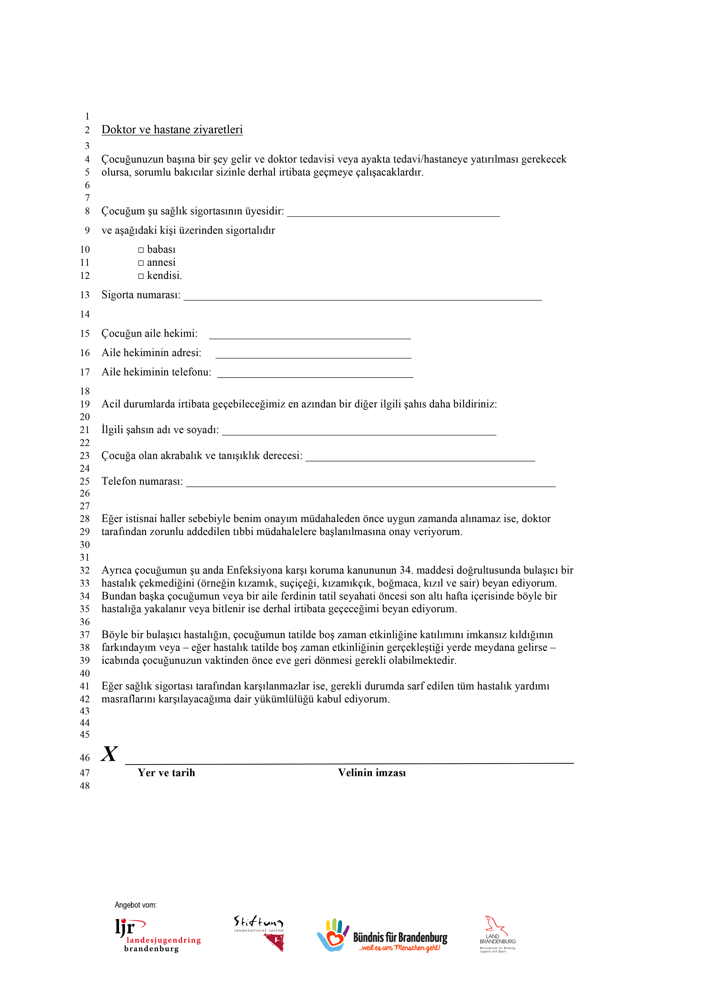 1
2 Doktor ve hastane ziyaretleri
3
4 Çocuğunuzun başına bir şey gelir ve doktor tedavisi veya ayakta tedavi/hastaneye yatırılması gerekecek
5 olursa, sorumlu bakıcılar sizinle derhal irtibata geçmeye çalışacaklardır.
6
7
8 Çocuğum şu sağlık sigortasının üyesidir: ____________________
9 ve aşağıdaki kişi üzerinden sigortalıdır
10 □ babası
11 □ annesi
12 □ kendisi.
13 Sigorta numarası: ____________________
14
15 Çocuğun aile hekimi: ____________________
16 Aile hekiminin adresi: ____________________
17 Aile hekiminin telefonu: ____________________
18
19 Acil durumlarda irtibata geçebileceğimiz en azından bir diğer ilgili şahıs daha bildiriniz:
20
21 İlgili şahsın adı ve soyadı: ____________________
22
23 Çocuğa olan akrabalık ve tanışıklık derecesi: ____________________
24
25 Telefon numarası: ____________________
26
27
28 Eğer istisnai haller sebebiyle benim onayım müdahaleden önce uygun zamanda alınamaz ise, doktor
29 tarafından zorunlu addedilen tıbbi müdahalelere başlanılmasına onay veriyorum.
30
31
32 Ayrıca çocuğumun şu anda Enfeksiyona karşı koruma kanununun 34. maddesi doğrultusunda bulaşıcı bir
33 hastalık çekmediğini (örneğin kızamık, suçiçeği, kızamıkçık, boğmaca, kızıl ve sair) beyan ediyorum.
34 Bundan başka çocuğumun veya bir aile ferdinin tatil seyahati öncesi son altı hafta içerisinde böyle bir
35 hastalığa yakalanır veya bitlenir ise derhal irtibata geçeceğimi beyan ediyorum.
36
37 Böyle bir bulaşıcı hastalığın, çocuğumun tatilde boş zaman etkinliğine katılımını imkansız kıldığının
38 farkındayım veya – eğer hastalık tatilde boş zaman etkinliğinin gerçekleştiği yerde meydana gelirse –
39 icabında çocuğunuzun vaktinden önce eve geri dönmesi gerekli olabilmektedir.
40
41 Eğer sağlık sigortası tarafından karşılanmazlar ise, gerekli durumda sarf edilen tüm hastalık yardımı
42 masraflarını karşılayacağıma dair yükümlülüğü kabul ediyorum.
43
44
45
46 X ____________________
47 Yer ve tarih Velinin imzası
48
Angebot vom:
ljr
landesjugendring
brandenburg
Stiftung
DEMOKRATISCHE JUGEND
Bündnis für Brandenburg
...weil es um Menschen geht!
LAND
BRANDENBURG
Ministerium für Bildung,
Jugend und Sport